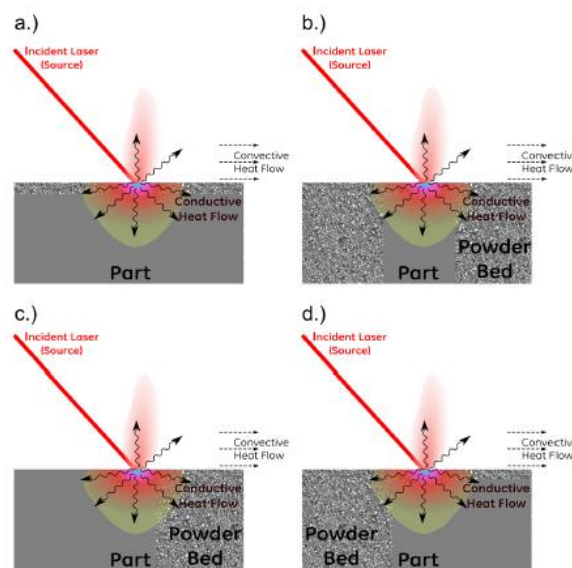 a.)
Incident Laser
(Source)
Convective
Heat Flow
Conductive
Heat Flow
Part
b.)
Incident Laser
(Source)
Convective
Heat Flow
Conductive
Heat Flow
Part
Powder
Bed
c.)
Incident Laser
(Source)
Convective
Heat Flow
Conductive
Heat Flow
Part
Powder
Bed
d.)
Incident Laser
(Source)
Convective
Heat Flow
Conductive
Heat Flow
Powder
Bed
Part